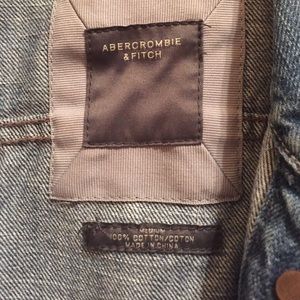 ABERCROMBIE
& FITCH
MEDIUM
100% COTTON/COTON
MADE IN CHINA